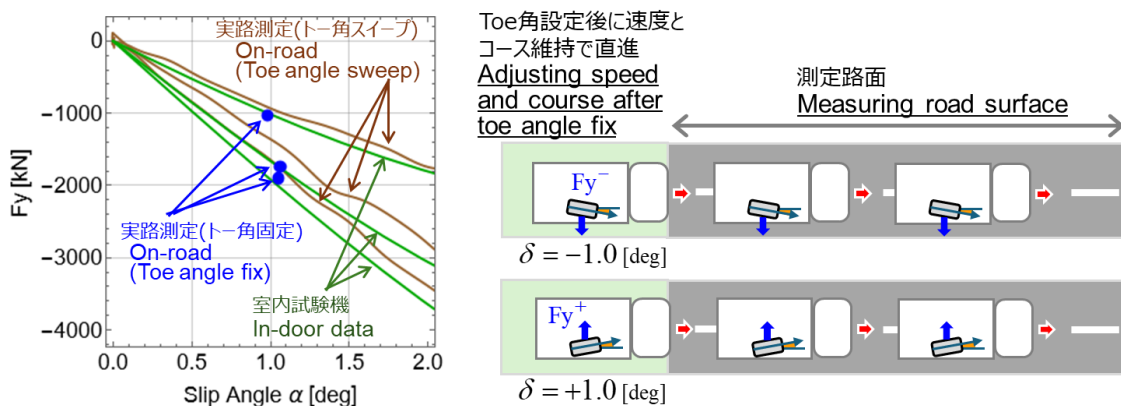 0
−1000
−2000
−3000
−4000
Fy [kN]
0.0
0.5
1.0
1.5
2.0
Slip Angle α [deg]
実路測定(トー角スイープ)
On-road
(Toe angle sweep)
実路測定(トー角固定)
On-road
(Toe angle fix)
室内試験機
In-door data
Toe角設定後に速度と
コース維持で直進
Adjusting speed
and course after
toe angle fix
測定路面
Measuring road surface
Fy⁻
δ = −1.0 [deg]
Fy⁺
δ = +1.0 [deg]